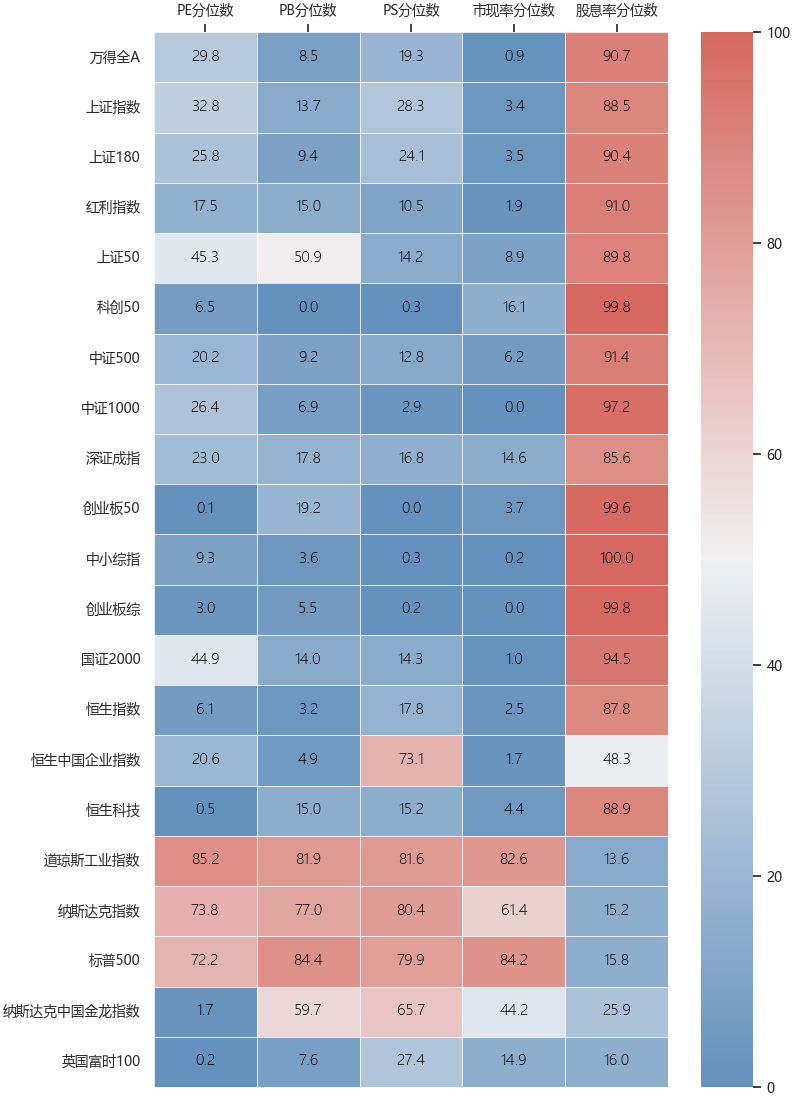 PE分位数 PB分位数 PS分位数 市现率分位数 股息率分位数
万得全A 29.8 8.5 19.3 0.9 90.7
上证指数 32.8 13.7 28.3 3.4 88.5
上证180 25.8 9.4 24.1 3.5 90.4
红利指数 17.5 15.0 10.5 1.9 91.0
上证50 45.3 50.9 14.2 8.9 89.8
科创50 6.5 0.0 0.3 16.1 99.8
中证500 20.2 9.2 12.8 6.2 91.4
中证1000 26.4 6.9 2.9 0.0 97.2
深证成指 23.0 17.8 16.8 14.6 85.6
创业板50 0.1 19.2 0.0 3.7 99.6
中小综指 9.3 3.6 0.3 0.2 100.0
创业板综 3.0 5.5 0.2 0.0 99.8
国证2000 44.9 14.0 14.3 1.0 94.5
恒生指数 6.1 3.2 17.8 2.5 87.8
恒生中国企业指数 20.6 4.9 73.1 1.7 48.3
恒生科技 0.5 15.0 15.2 4.4 88.9
道琼斯工业指数 85.2 81.9 81.6 82.6 13.6
纳斯达克指数 73.8 77.0 80.4 61.4 15.2
标普500 72.2 84.4 79.9 84.2 15.8
纳斯达克中国金龙指数 1.7 59.7 65.7 44.2 25.9
英国富时100 0.2 7.6 27.4 14.9 16.0
100
80
60
40
20
0